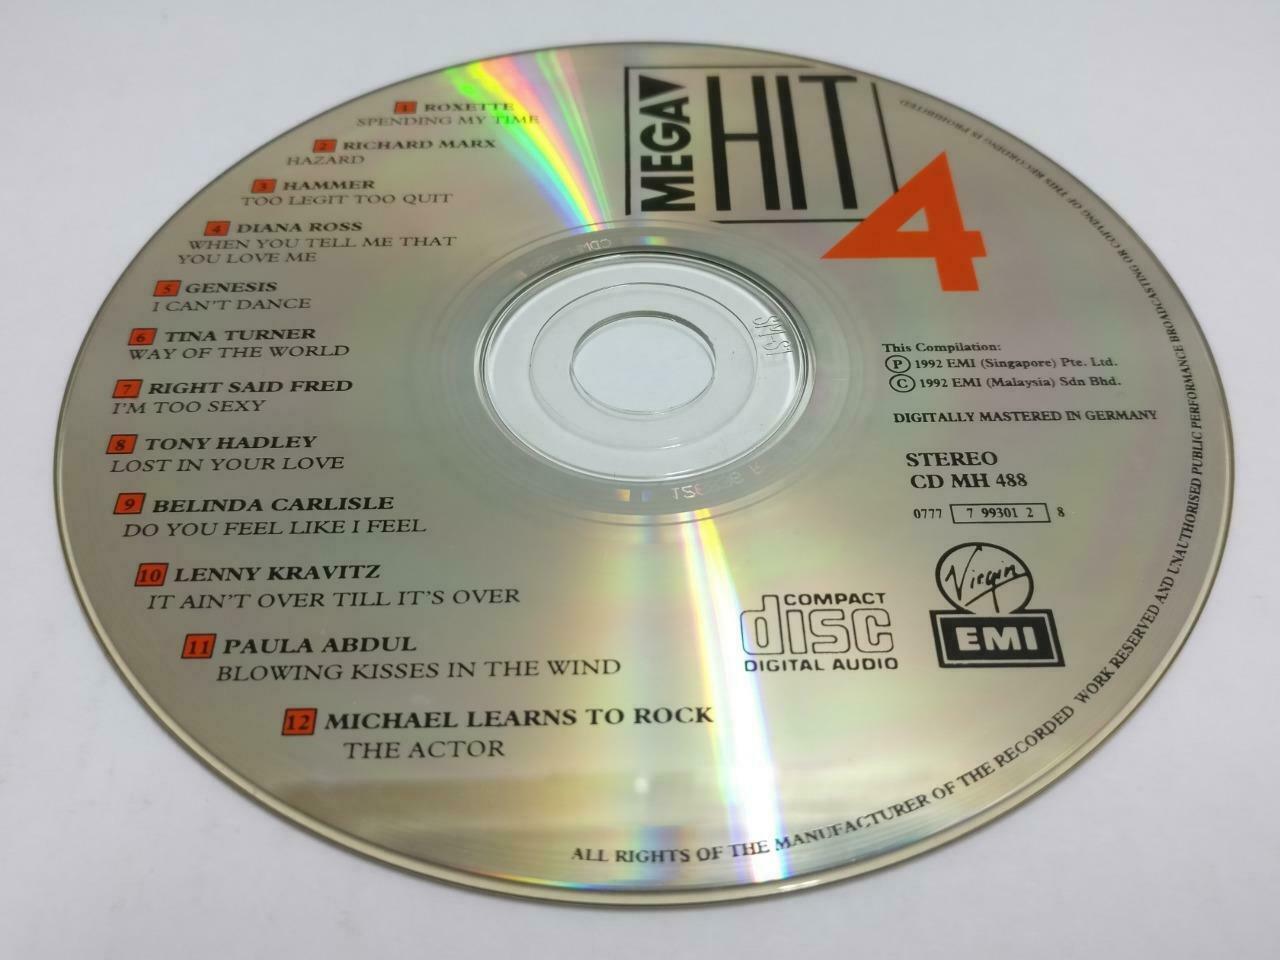 MEGA HIT 4
1 ROXETTE
SPENDING MY TIME
2 RICHARD MARX
HAZARD
3 HAMMER
TOO LEGIT TOO QUIT
4 DIANA ROSS
WHEN YOU TELL ME THAT
YOU LOVE ME
5 GENESIS
I CAN'T DANCE
6 TINA TURNER
WAY OF THE WORLD
7 RIGHT SAID FRED
I'M TOO SEXY
8 TONY HADLEY
LOST IN YOUR LOVE
9 BELINDA CARLISLE
DO YOU FEEL LIKE I FEEL
10 LENNY KRAVITZ
IT AIN'T OVER TILL IT'S OVER
11 PAULA ABDUL
BLOWING KISSES IN THE WIND
12 MICHAEL LEARNS TO ROCK
THE ACTOR
This Compilation:
Ⓟ 1992 EMI (Singapore) Pte. Ltd.
© 1992 EMI (Malaysia) Sdn Bhd.
DIGITALLY MASTERED IN GERMANY
STEREO
CD MH 488
0777 7 99301 2 8
COMPACT
disc
DIGITAL AUDIO
Virgin
EMI
ALL RIGHTS OF THE MANUFACTURER OF THE RECORDED WORK RESERVED AND UNAUTHORISED PUBLIC PERFORMANCE BROADCASTING OR COPYING OF THIS RECORDING IS PROHIBITED